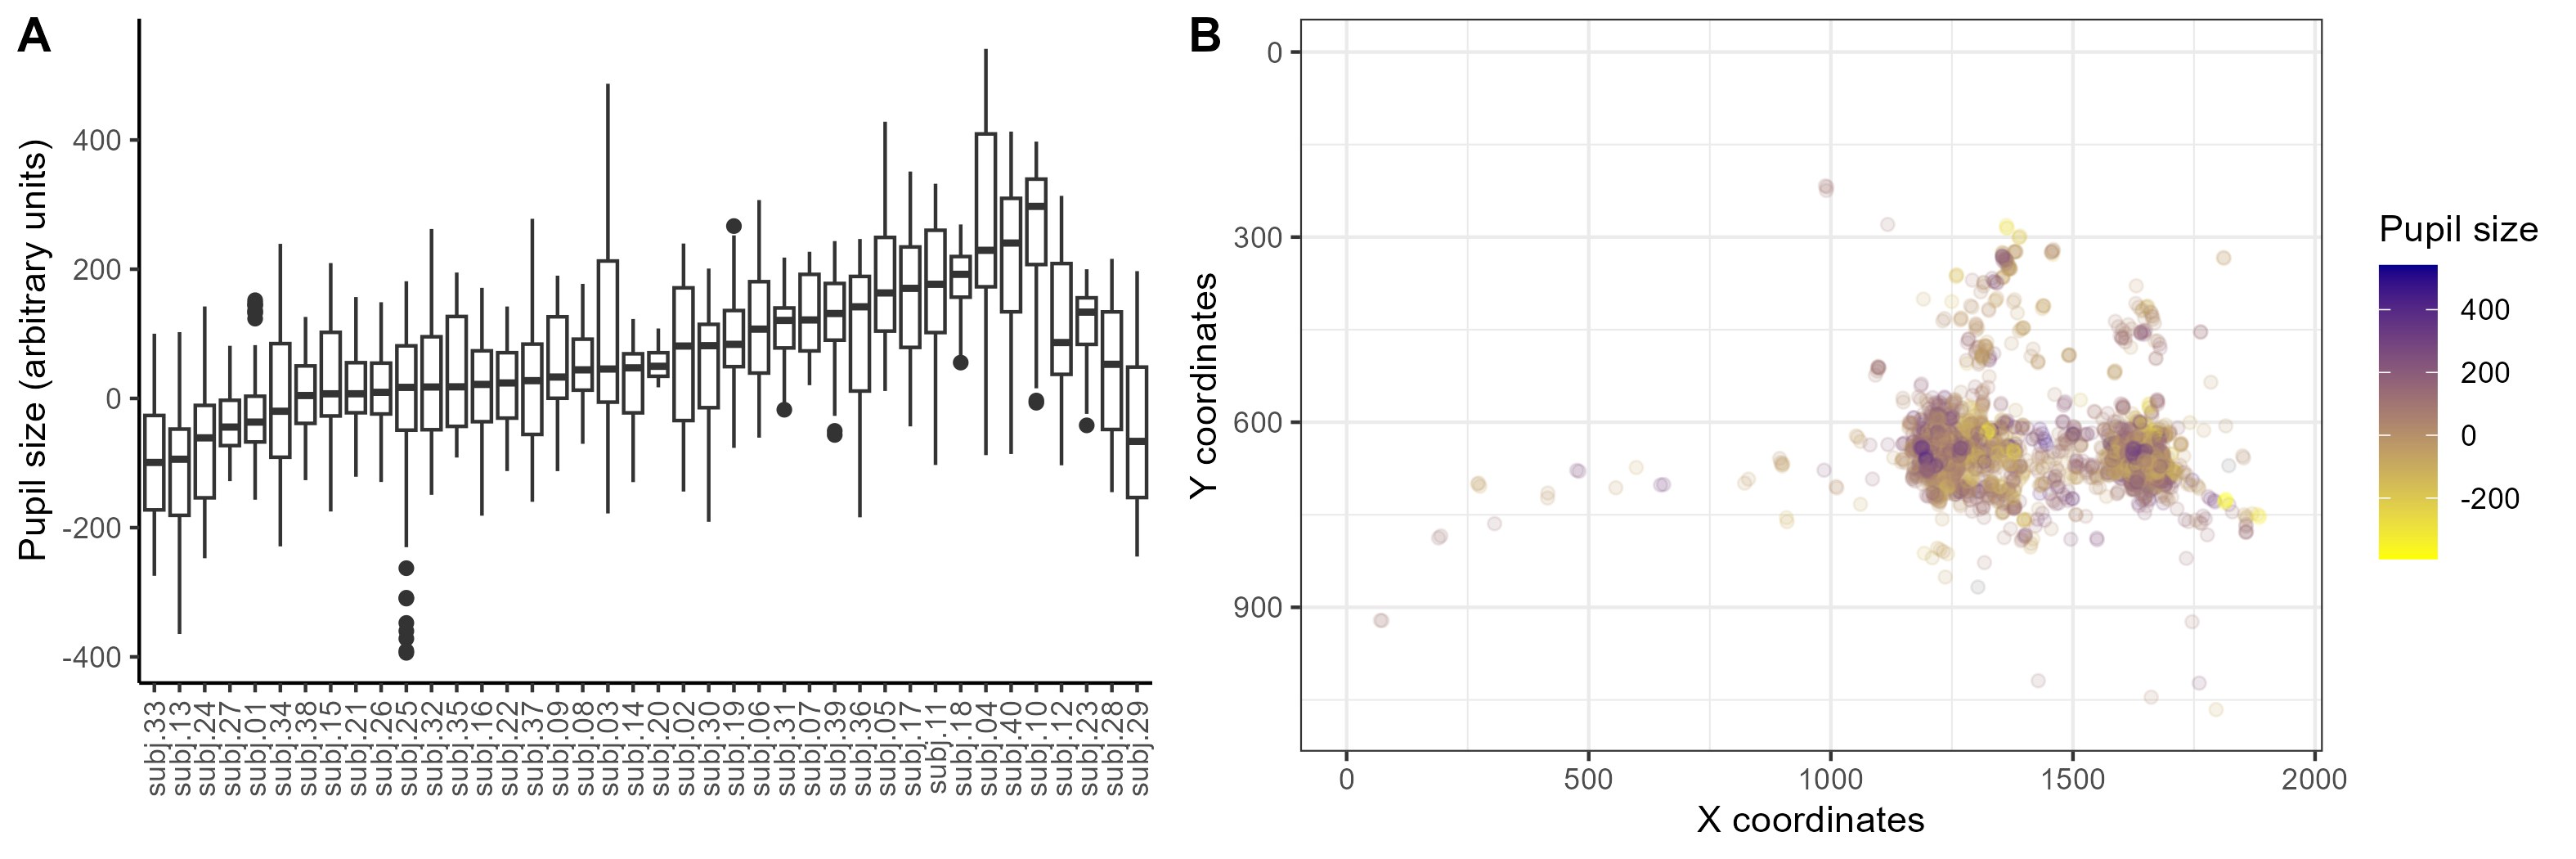 A
Pupil size (arbitrary units)
400
200
0
-200
-400
subj.33
subj.13
subj.24
subj.27
subj.01
subj.34
subj.38
subj.15
subj.21
subj.26
subj.25
subj.32
subj.35
subj.16
subj.22
subj.37
subj.09
subj.08
subj.03
subj.14
subj.20
subj.02
subj.30
subj.19
subj.06
subj.31
subj.07
subj.39
subj.36
subj.05
subj.17
subj.11
subj.18
subj.04
subj.40
subj.10
subj.12
subj.23
subj.28
subj.29
B
Y coordinates
0
300
600
900
0
500
1000
1500
2000
X coordinates
Pupil size
400
200
0
-200